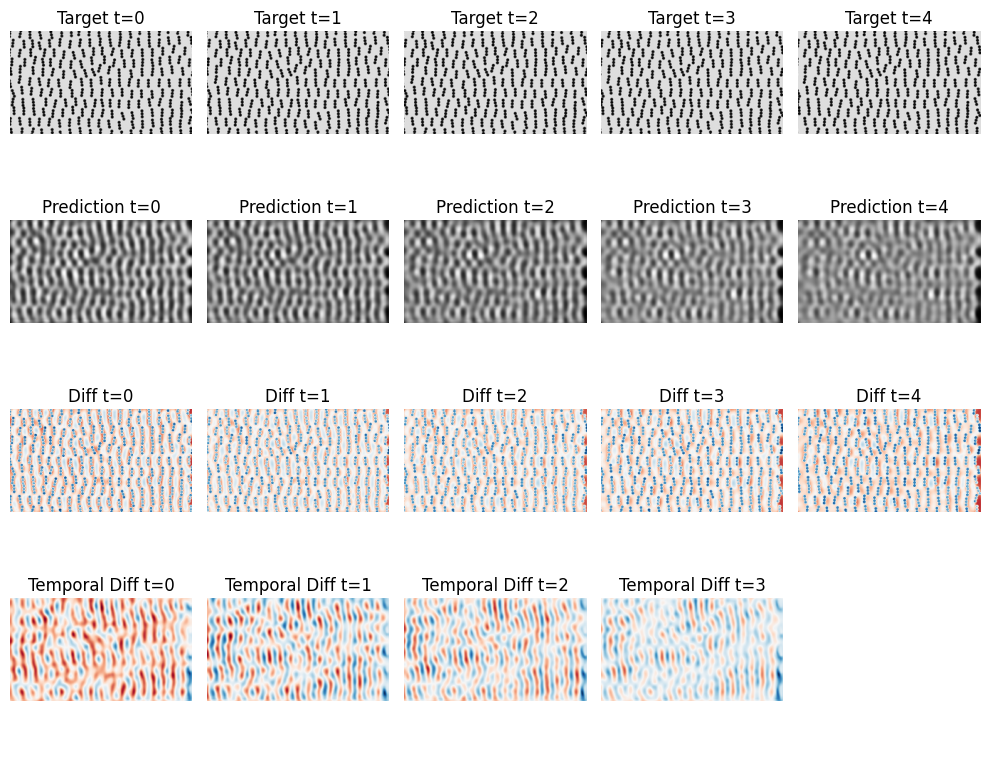 Target t=0 Target t=1 Target t=2 Target t=3 Target t=4
Prediction t=0 Prediction t=1 Prediction t=2 Prediction t=3 Prediction t=4
Diff t=0 Diff t=1 Diff t=2 Diff t=3 Diff t=4
Temporal Diff t=0 Temporal Diff t=1 Temporal Diff t=2 Temporal Diff t=3